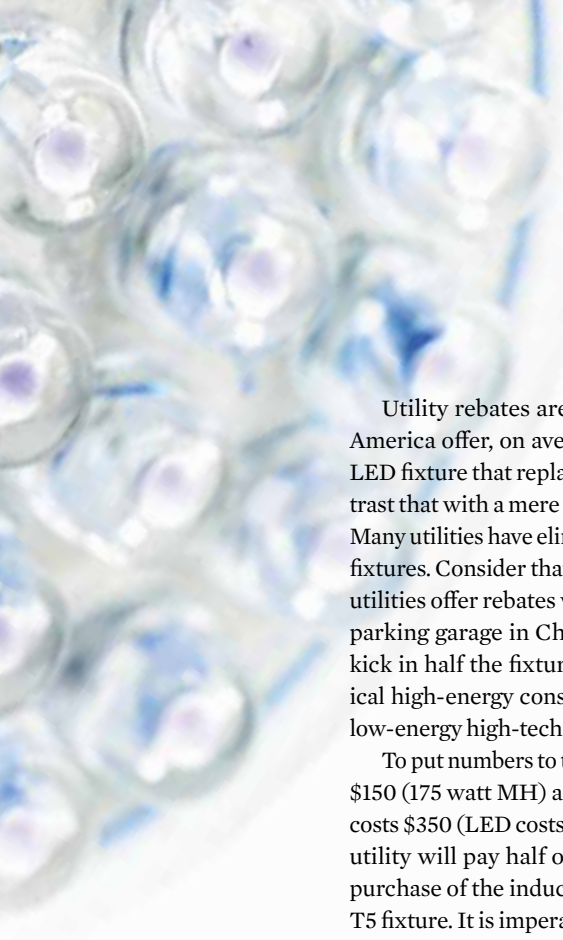 Utility rebates are
America offer, on ave
LED fixture that repla
trast that with a mere
Many utilities have elin
fixtures. Consider tha
utilities offer rebates v
parking garage in Ch
kick in half the fixtur
ical high-energy cons
low-energy high-tech
To put numbers to t
$150 (175 watt MH) a
costs $350 (LED costs
utility will pay half o
purchase of the induc
T5 fixture. It is impera